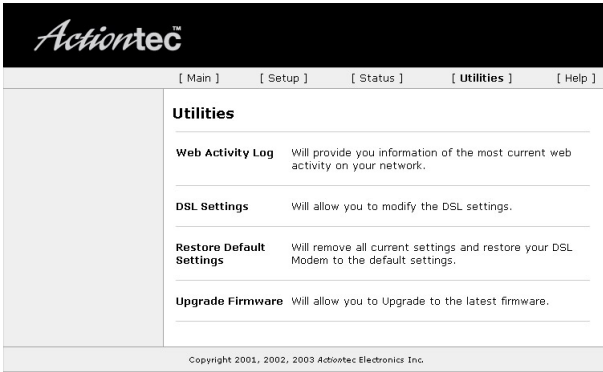 Actiontec™
[ Main ] [ Setup ] [ Status ] [ Utilities ] [ Help ]
Utilities
Web Activity Log Will provide you information of the most current web
activity on your network.
DSL Settings Will allow you to modify the DSL settings.
Restore Default Will remove all current settings and restore your DSL
Settings Modem to the default settings.
Upgrade Firmware Will allow you to Upgrade to the latest firmware.
Copyright 2001, 2002, 2003 Actiontec Electronics Inc.